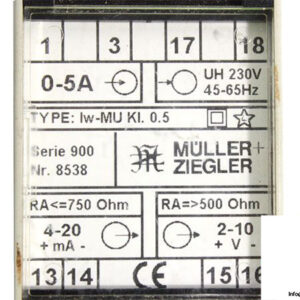 1 3 17 18
0-5A UH 230V
45-65Hz
TYPE: Iw-MU Kl. 0.5
Serie 900 MÜLLER+
Nr. 8538 ZIEGLER
RA<=750 Ohm RA=>500 Ohm
4-20 2-10
+ mA - + V -
13 14 CE 15 16